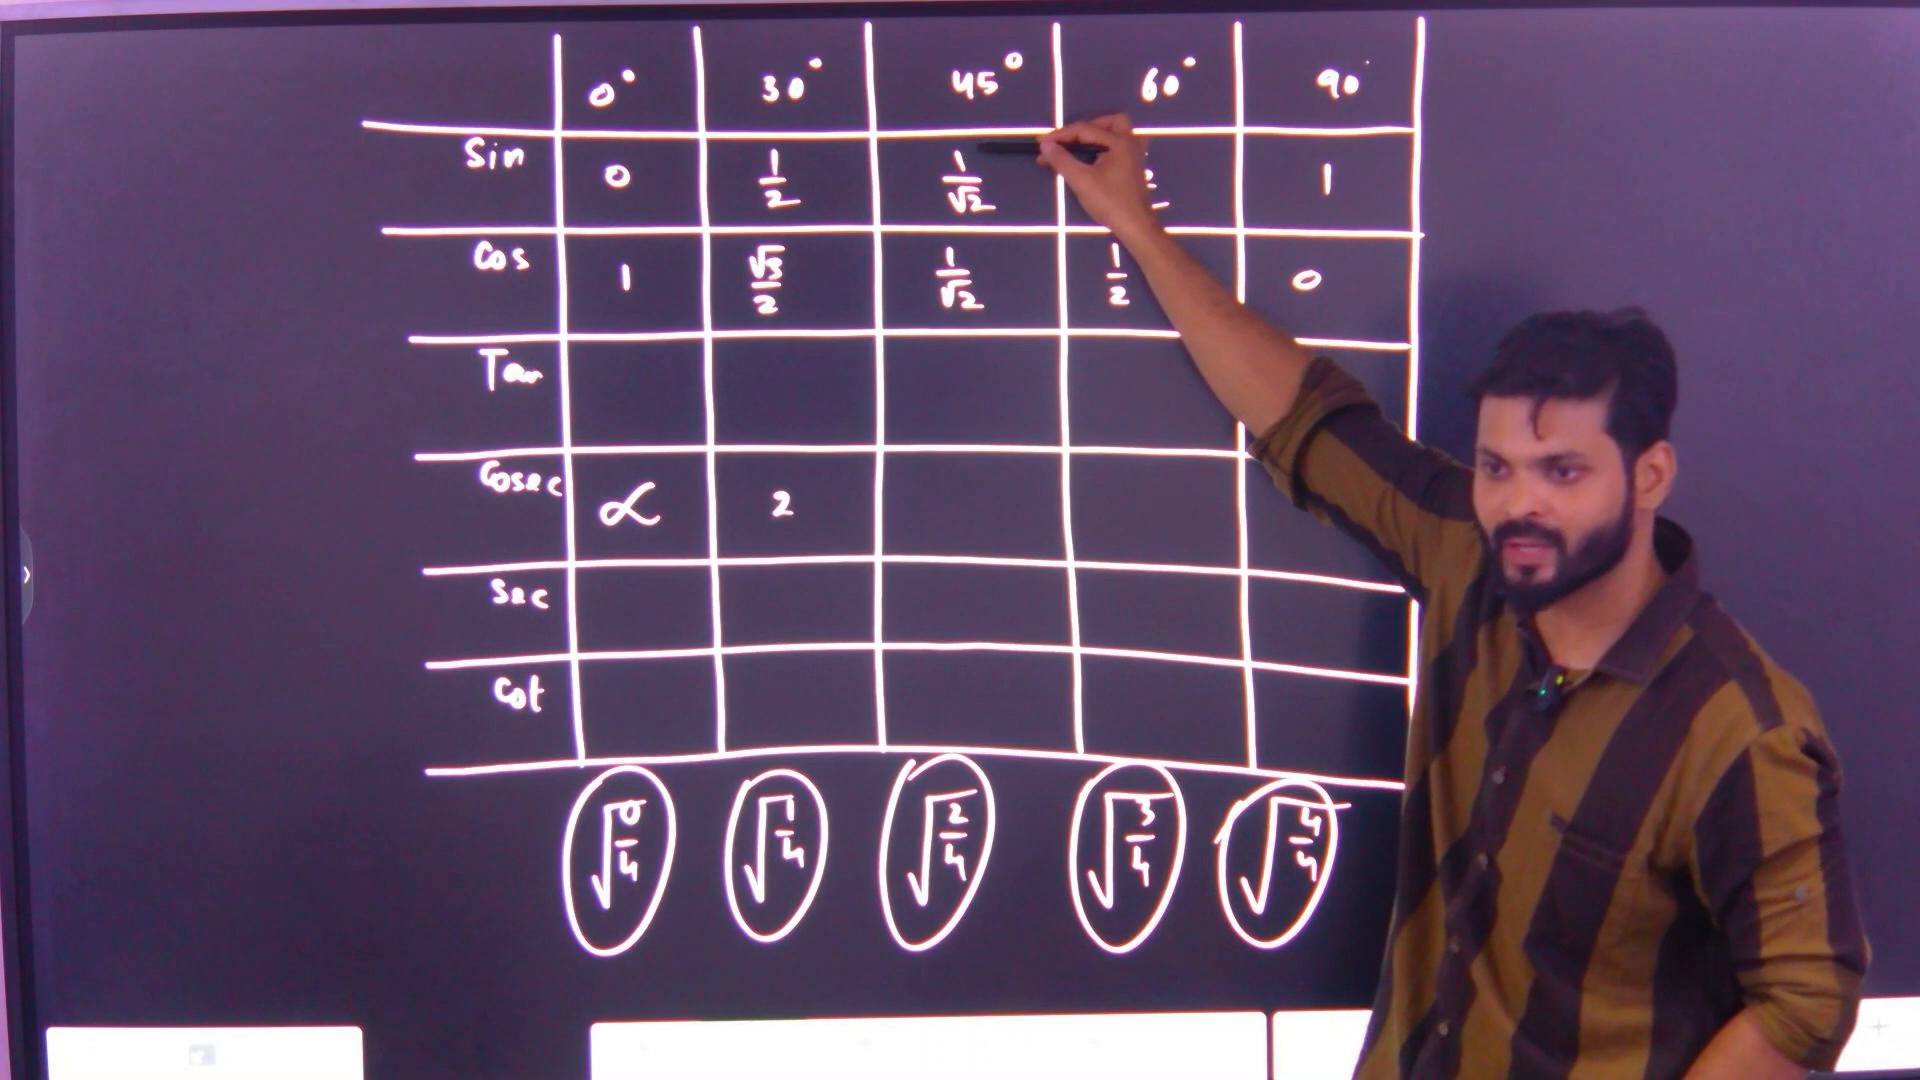 0° 30° 45° 60° 90°
Sin 0 1/2 1/√2 1
Cos 1 √3/2 1/√2 1/2 0
Tan
Cosec ∝ 2
Sec
Cot
√0/4 √1/4 √2/4 √3/4 √4/4